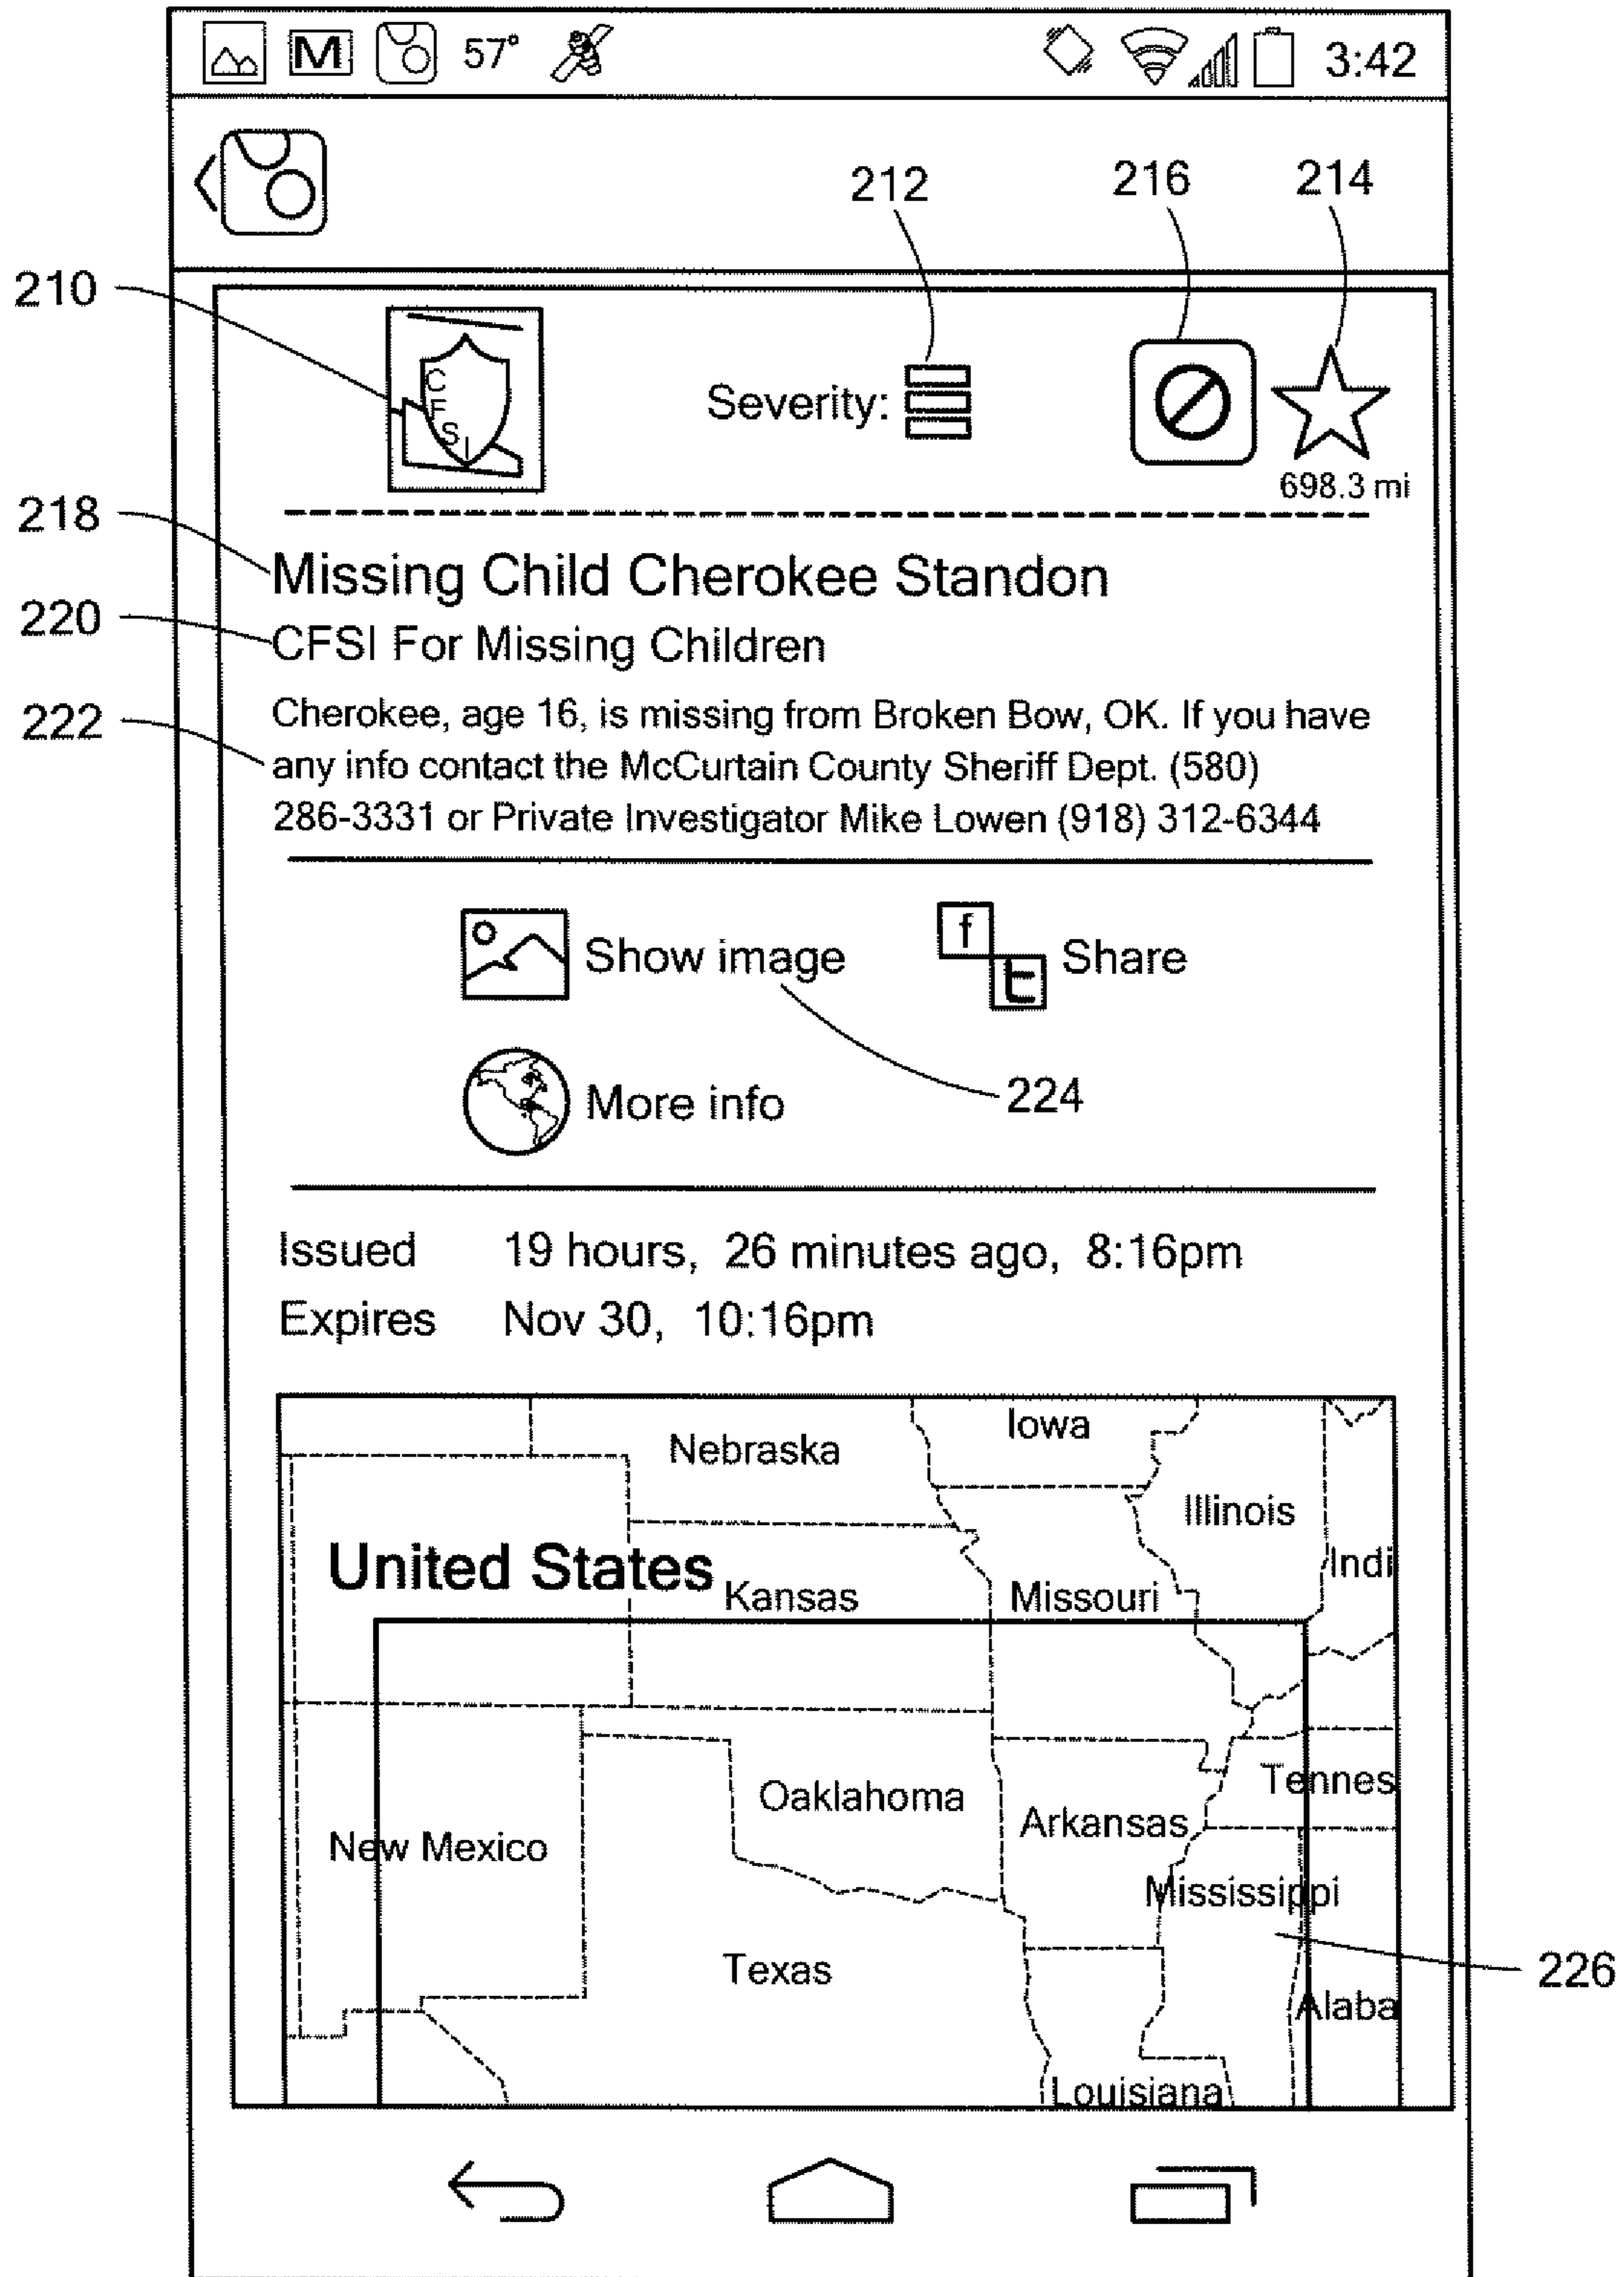 M 57° 3:42
212 216 214
210
C
F
S
I
Severity:
698.3 mi
218
Missing Child Cherokee Standon
220
CFSI For Missing Children
222
Cherokee, age 16, is missing from Broken Bow, OK. If you have
any info contact the McCurtain County Sheriff Dept. (580)
286-3331 or Private Investigator Mike Lowen (918) 312-6344
Show image
f
t
Share
More info
224
Issued 19 hours, 26 minutes ago, 8:16pm
Expires Nov 30, 10:16pm
Iowa
Nebraska
Illinois
Indi
United States
Kansas
Missouri
Tennes
Oaklahoma
Arkansas
New Mexico
Mississippi
Texas
226
Alaba
Louisiana